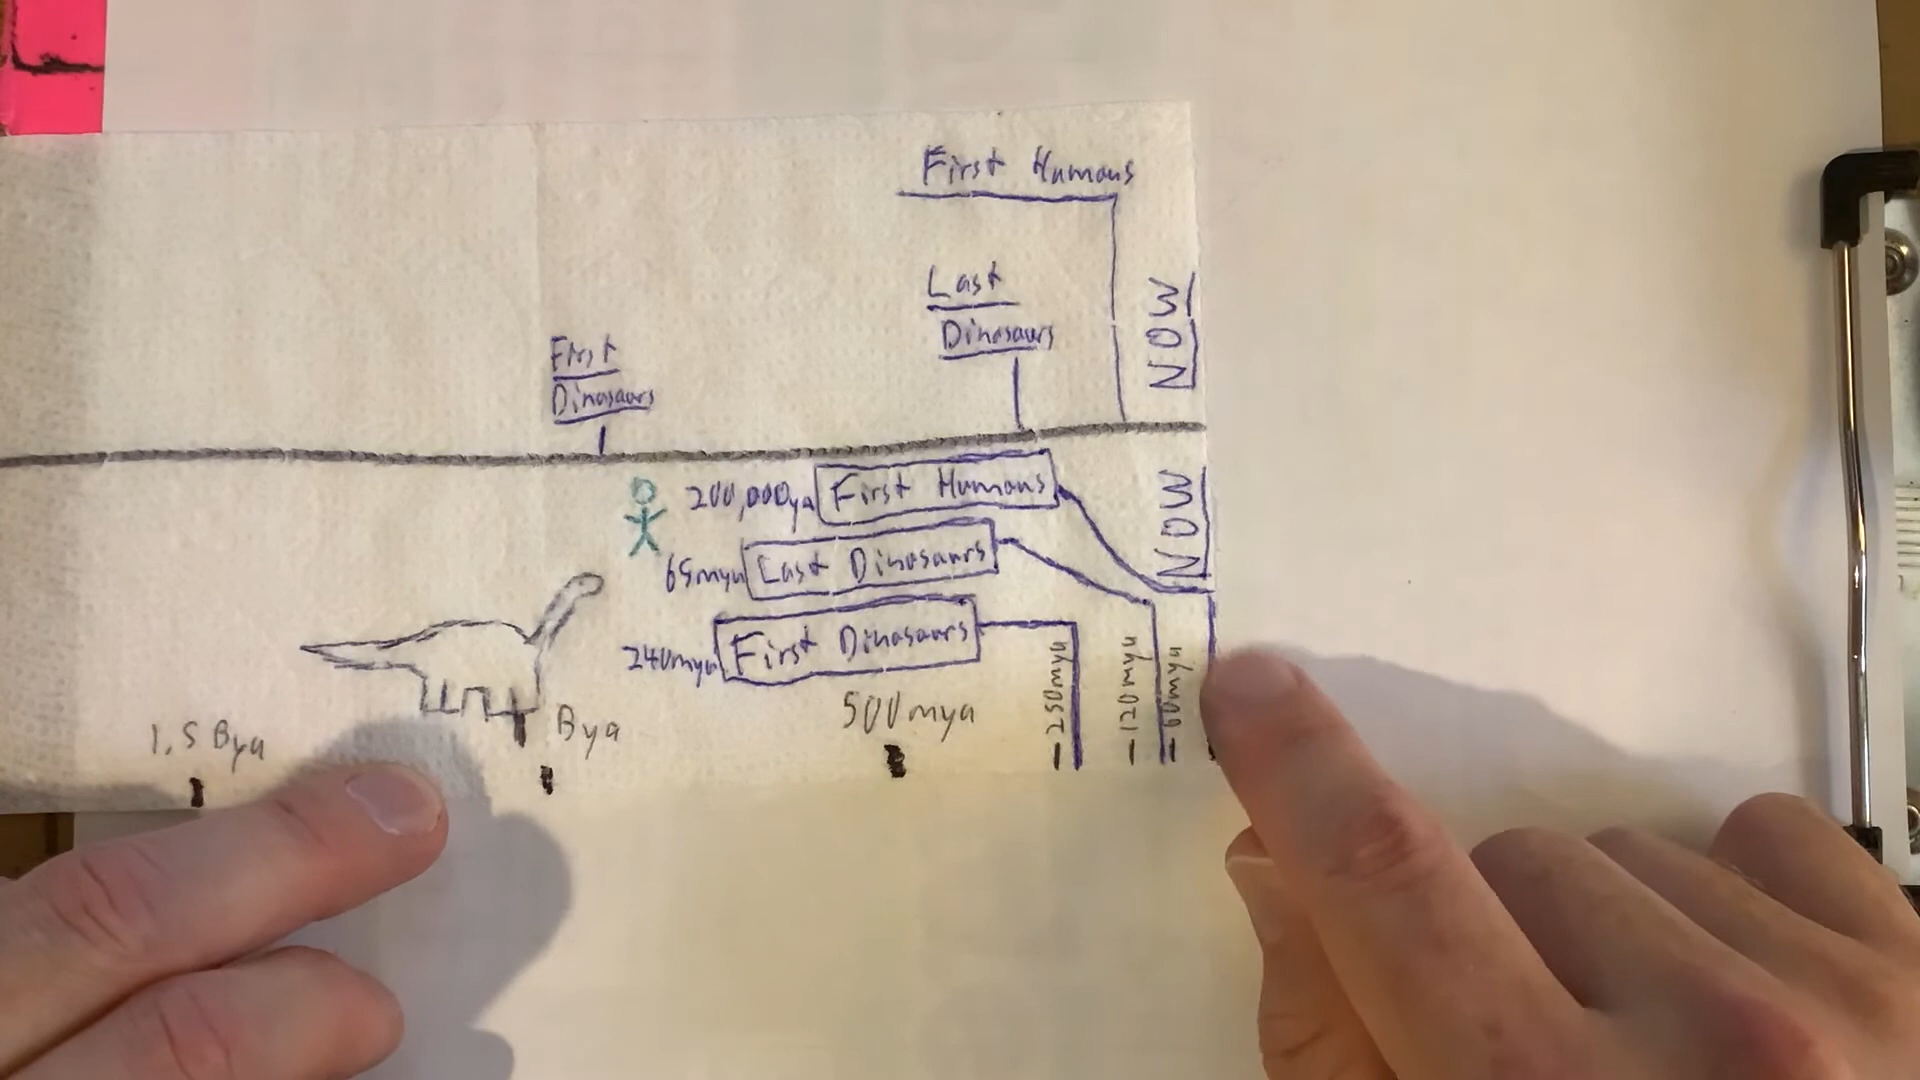 First Humans
Last
Dinosaurs
NOW
First
Dinosaurs
200,000ya First Humans
NOW
65mya Last Dinosaurs
240mya First Dinosaurs
1.5 Bya
Bya
500mya
-250mya
-120mya
-60mya